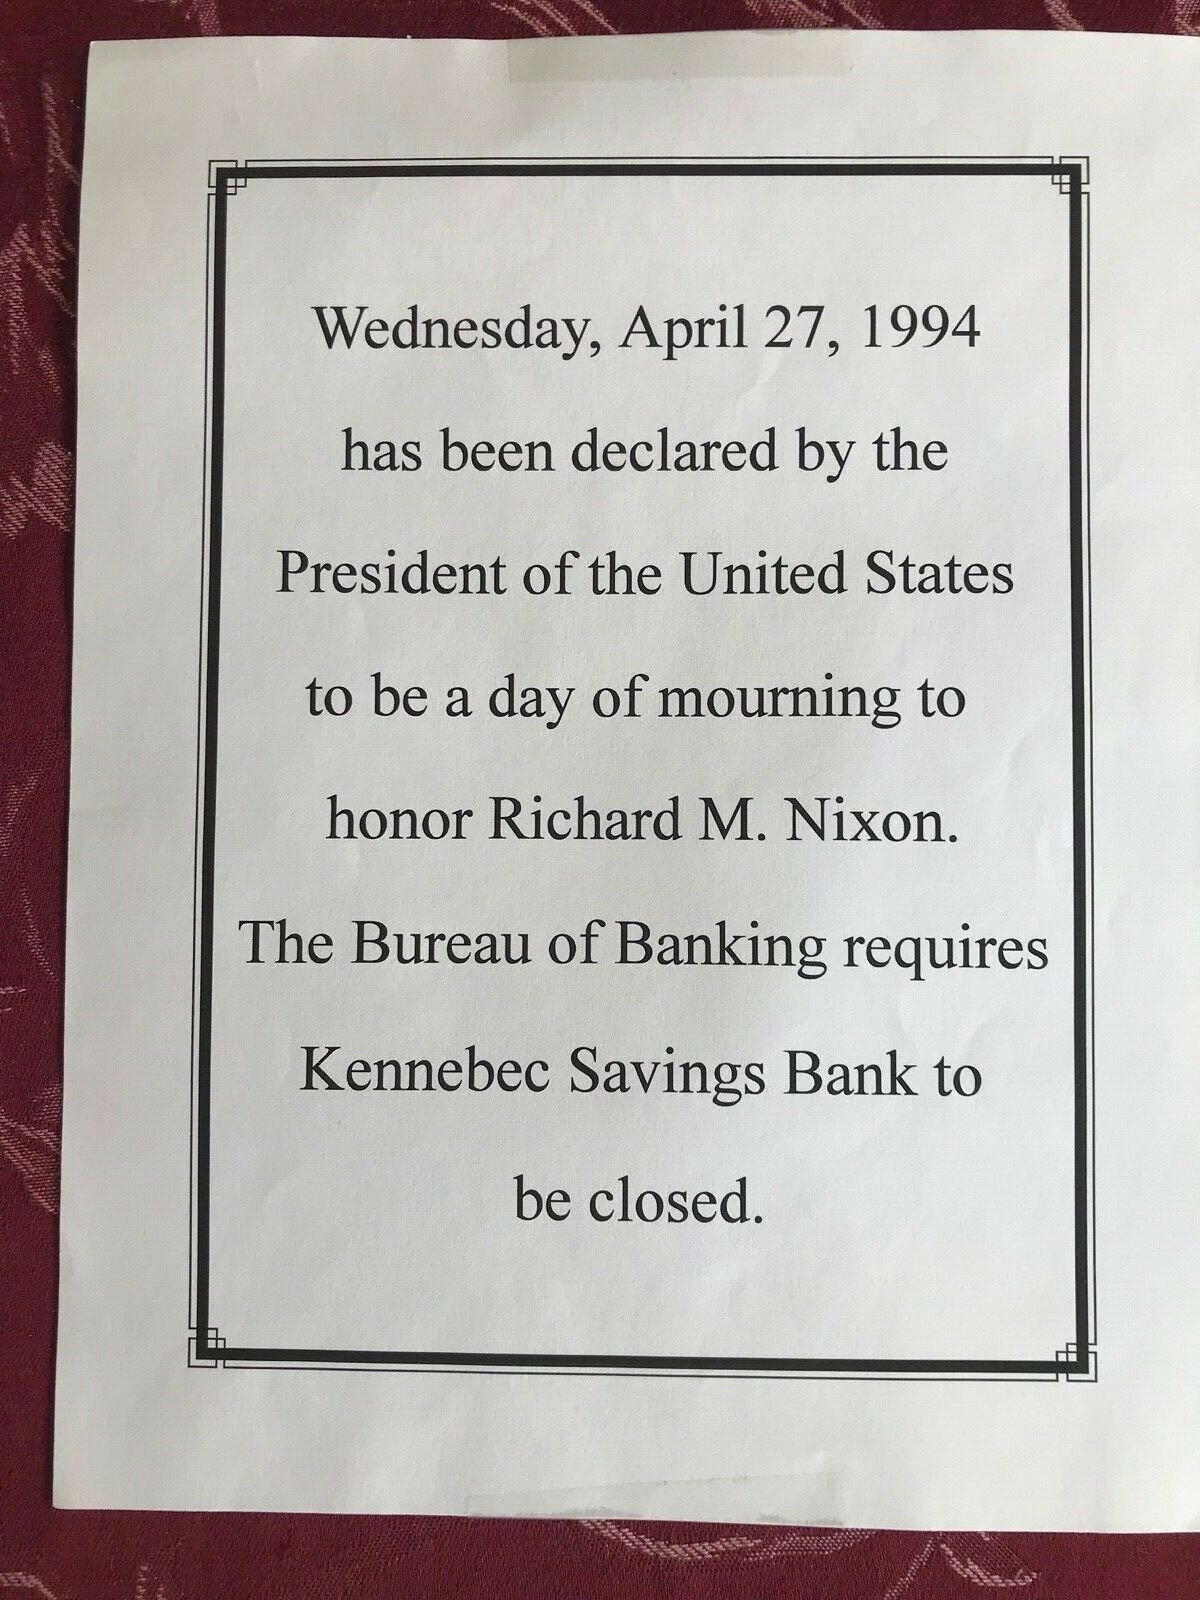 Wednesday, April 27, 1994
has been declared by the
President of the United States
to be a day of mourning to
honor Richard M. Nixon.
The Bureau of Banking requires
Kennebec Savings Bank to
be closed.